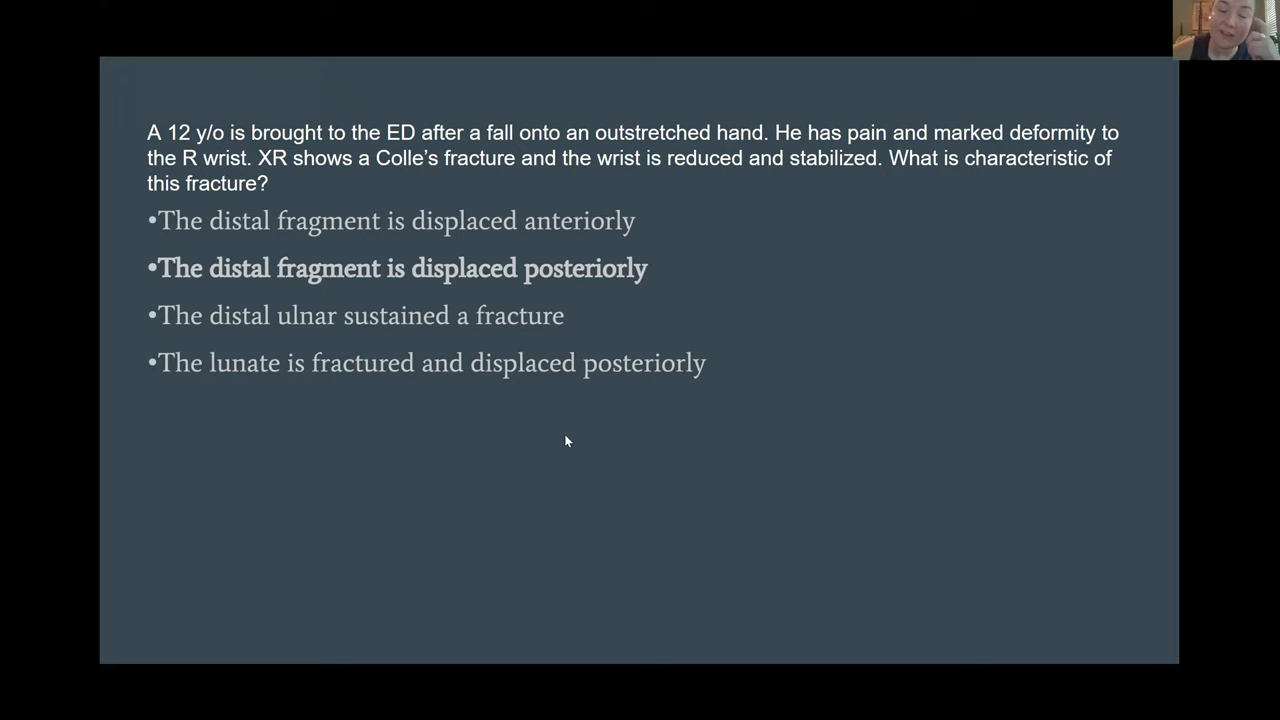 A 12 y/o is brought to the ED after a fall onto an outstretched hand. He has pain and marked deformity to
the R wrist. XR shows a Colle’s fracture and the wrist is reduced and stabilized. What is characteristic of
this fracture?
•The distal fragment is displaced anteriorly
•The distal fragment is displaced posteriorly
•The distal ulnar sustained a fracture
•The lunate is fractured and displaced posteriorly